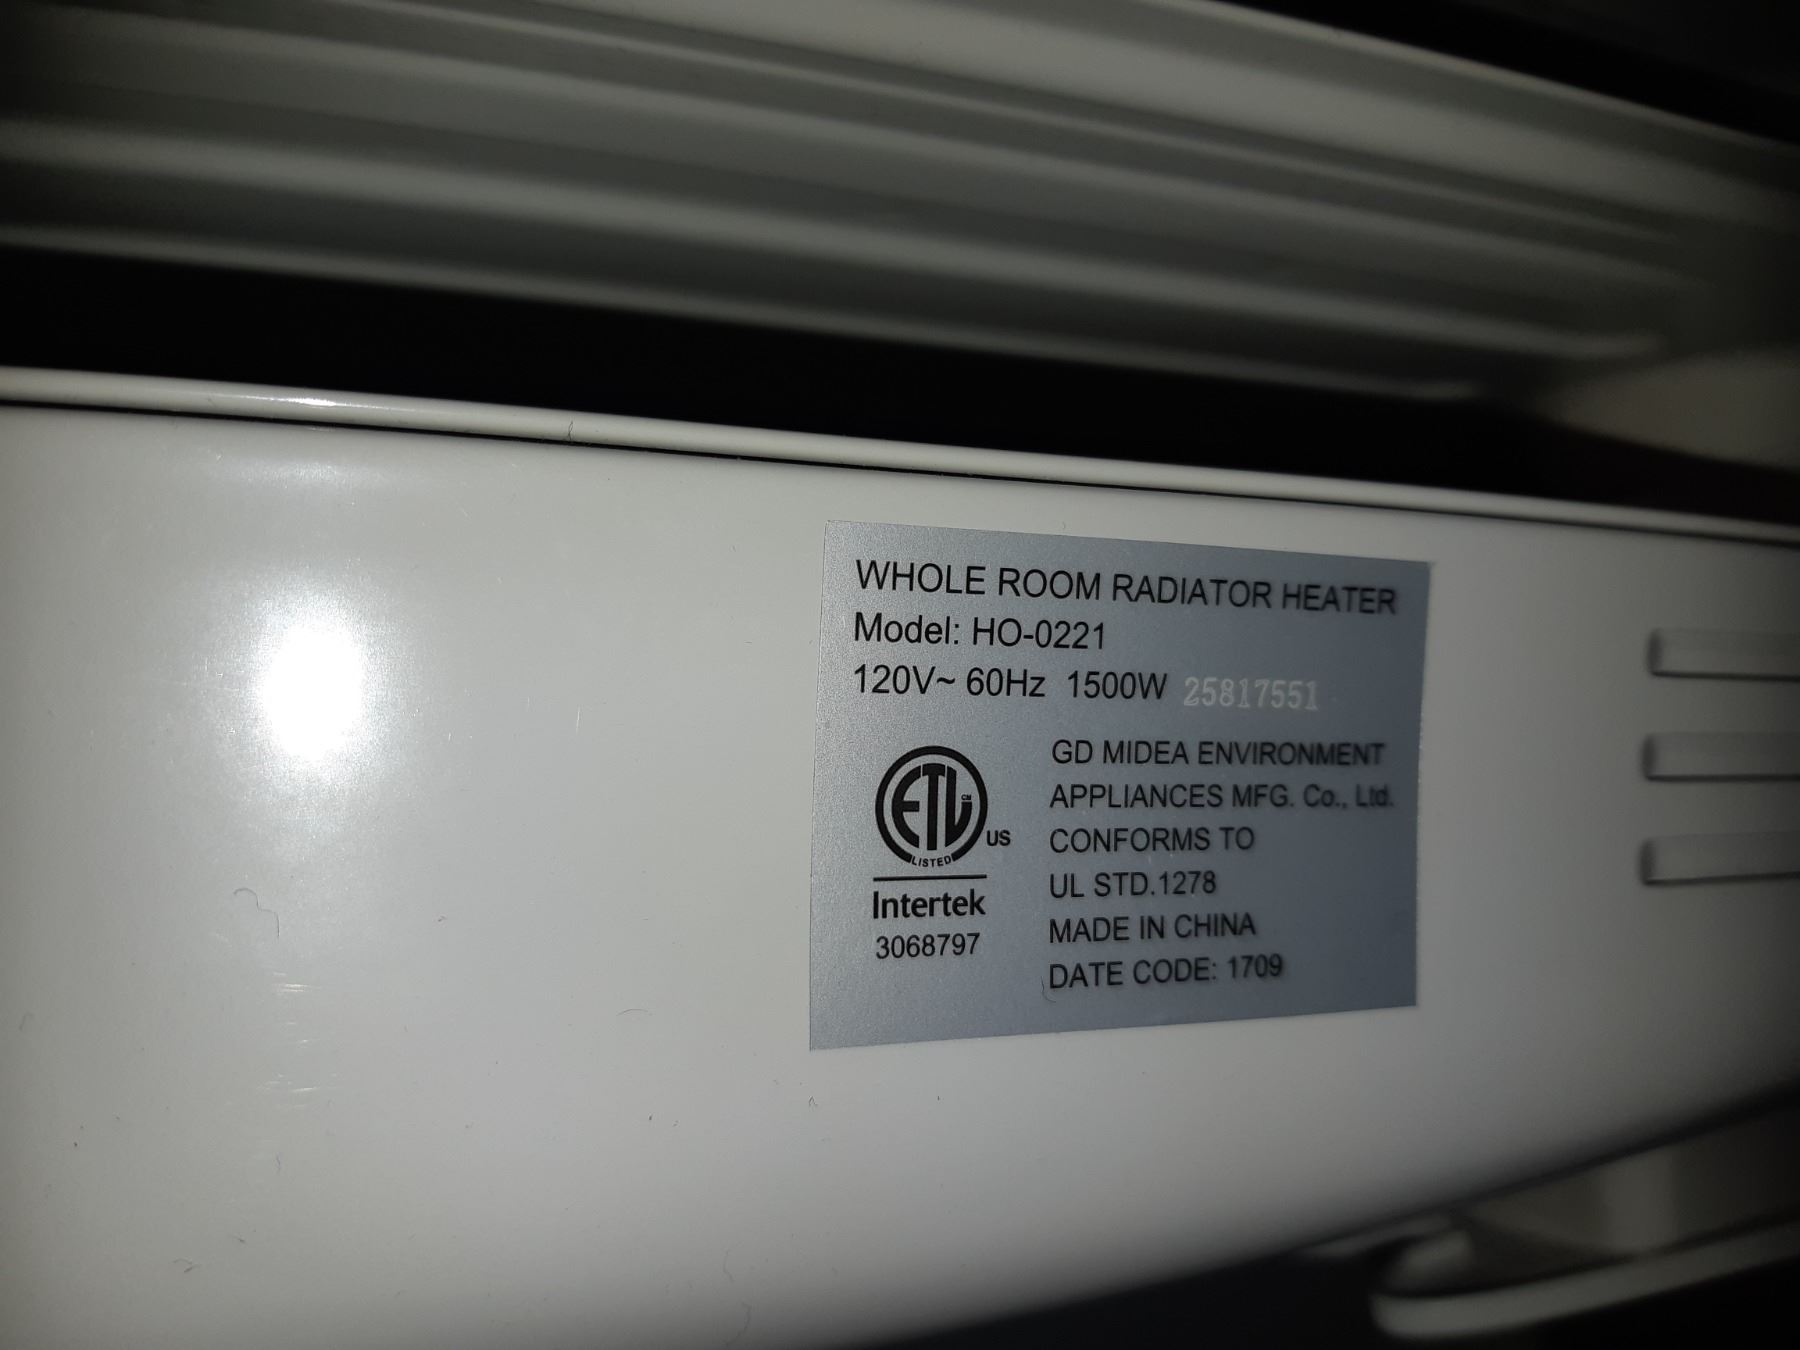 WHOLE ROOM RADIATOR HEATER
Model: HO-0221
120V~ 60Hz 1500W 25817551
ETL CM
LISTED
US
Intertek
3068797
GD MIDEA ENVIRONMENT
APPLIANCES MFG. Co., Ltd.
CONFORMS TO
UL STD.1278
MADE IN CHINA
DATE CODE: 1709